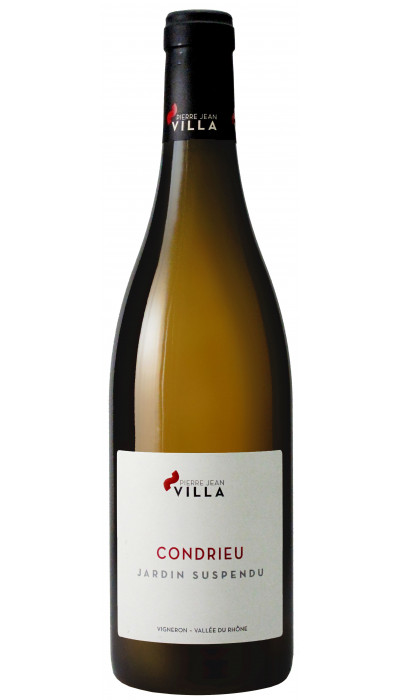 PIERRE JEAN
VILLA
PIERRE JEAN
VILLA
CONDRIEU
JARDIN SUSPENDU
VIGNERON - VALLÉE DU RHÔNE